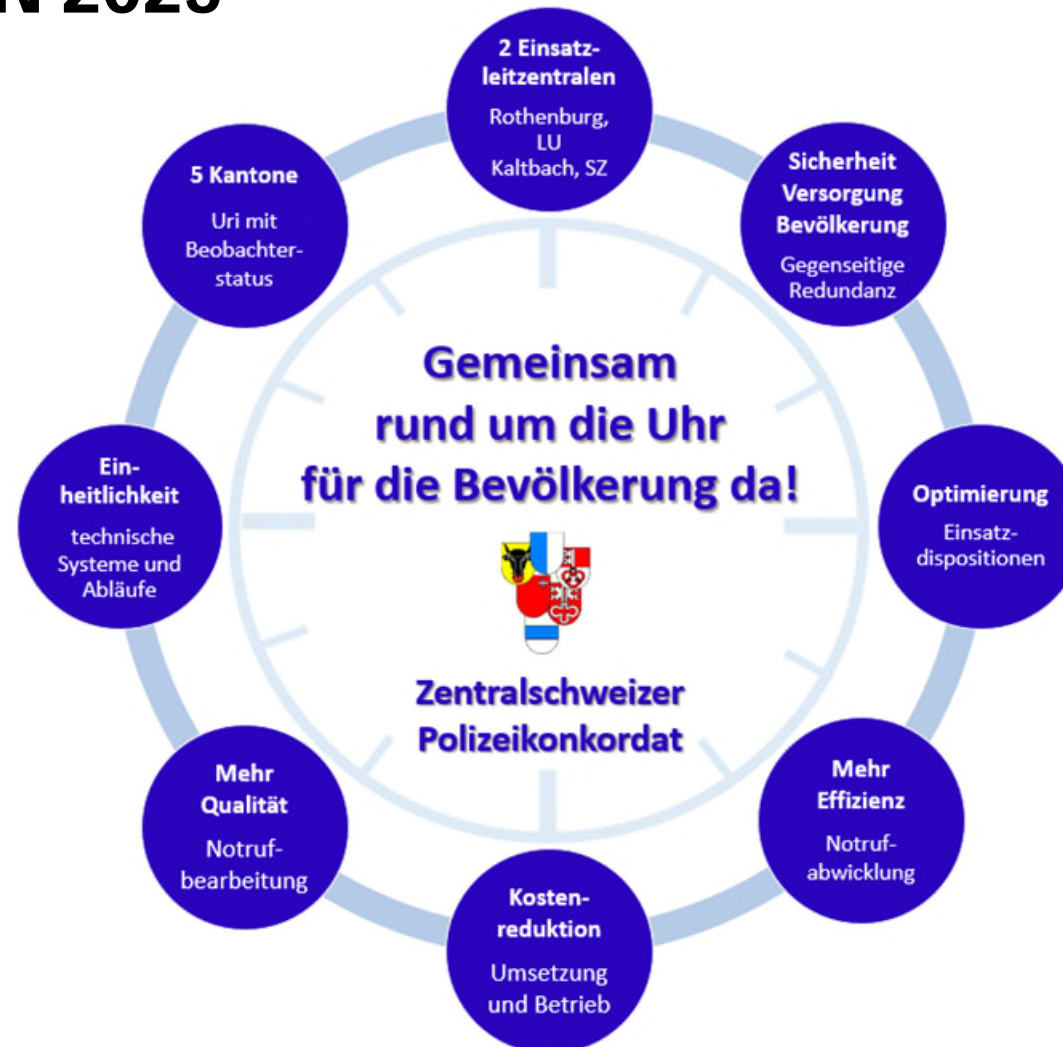 N 2025
2 Einsatz-
leitzentralen
Rothenburg,
LU
Kaltbach, SZ
Sicherheit
Versorgung
Bevölkerung
Gegenseitige
Redundanz
Optimierung
Einsatz-
dispositionen
Mehr
Effizienz
Notruf-
abwicklung
Kosten-
reduktion
Umsetzung
und Betrieb
Mehr
Qualität
Notruf-
bearbeitung
Ein-
heitlichkeit
technische
Systeme und
Abläufe
5 Kantone
Uri mit
Beobachter-
status
Gemeinsam
rund um die Uhr
für die Bevölkerung da!
Zentralschweizer
Polizeikonkordat